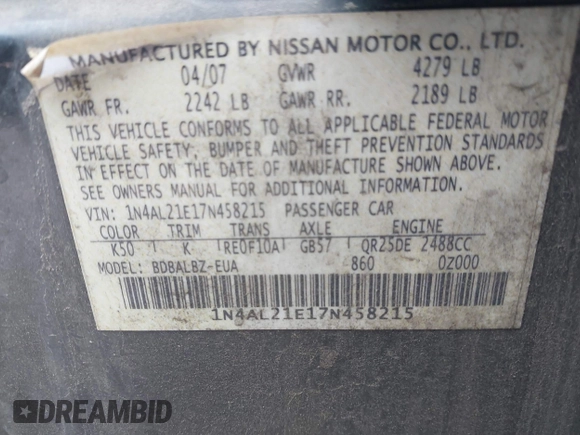 MANUFACTURED BY NISSAN MOTOR CO., LTD.
DATE 04/07 GVWR 4279 LB
GAWR FR. 2242 LB GAWR RR. 2189 LB
THIS VEHICLE CONFORMS TO ALL APPLICABLE FEDERAL MOTOR
VEHICLE SAFETY, BUMPER AND THEFT PREVENTION STANDARDS
IN EFFECT ON THE DATE OF MANUFACTURE SHOWN ABOVE.
SEE OWNERS MANUAL FOR ADDITIONAL INFORMATION.
VIN: 1N4AL21E17N458215 PASSENGER CAR
COLOR TRIM TRANS AXLE ENGINE
K50 K RE0F10A GB57 QR25DE 2488CC
MODEL: BDBALBZ-EUA 860 0Z000
1N4AL21E17N458215
DREAMBID